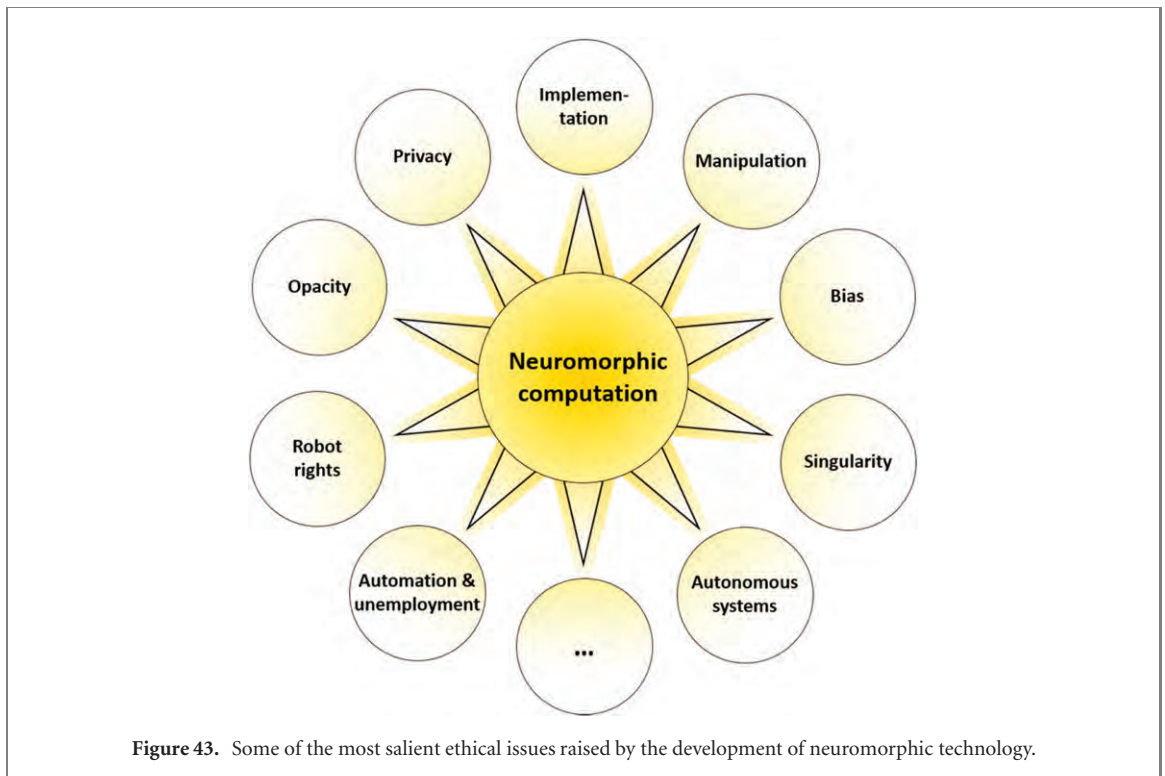 Implemen-
tation
Privacy
Manipulation
Opacity
Bias
Neuromorphic
computation
Robot
rights
Singularity
Automation &
unemployment
Autonomous
systems
...
Figure 43. Some of the most salient ethical issues raised by the development of neuromorphic technology.